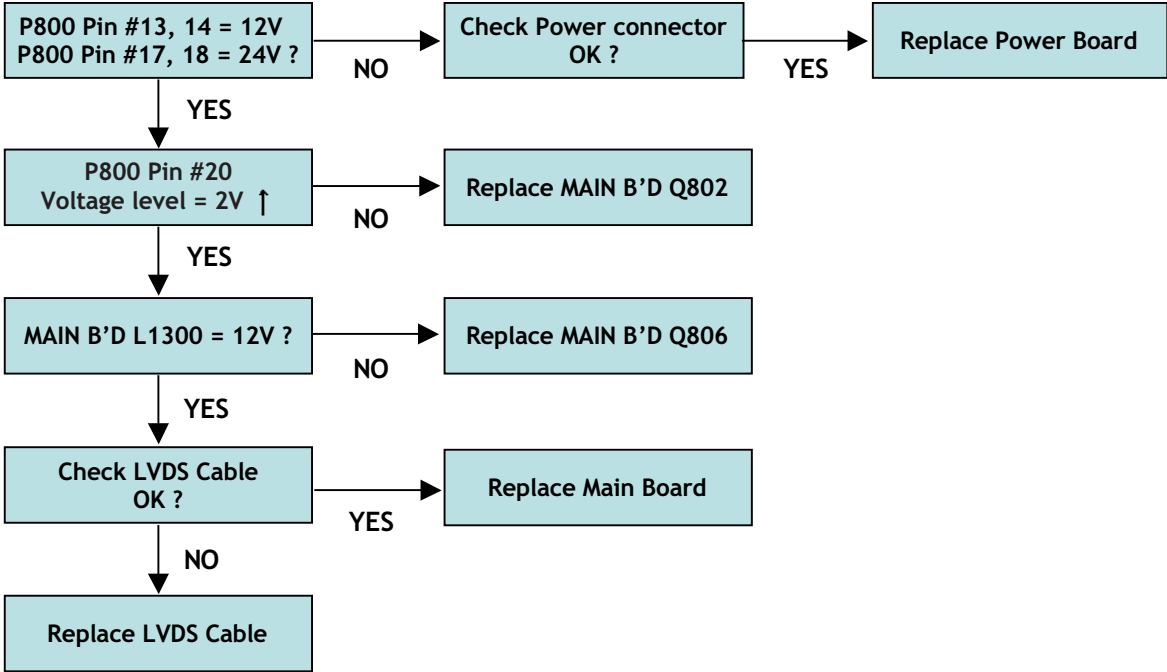 P800 Pin #13, 14 = 12V
P800 Pin #17, 18 = 24V ?
NO
Check Power connector
OK ?
YES
Replace Power Board
YES
P800 Pin #20
Voltage level = 2V ↑
NO
Replace MAIN B’D Q802
YES
MAIN B’D L1300 = 12V ?
NO
Replace MAIN B’D Q806
YES
Check LVDS Cable
OK ?
YES
Replace Main Board
NO
Replace LVDS Cable